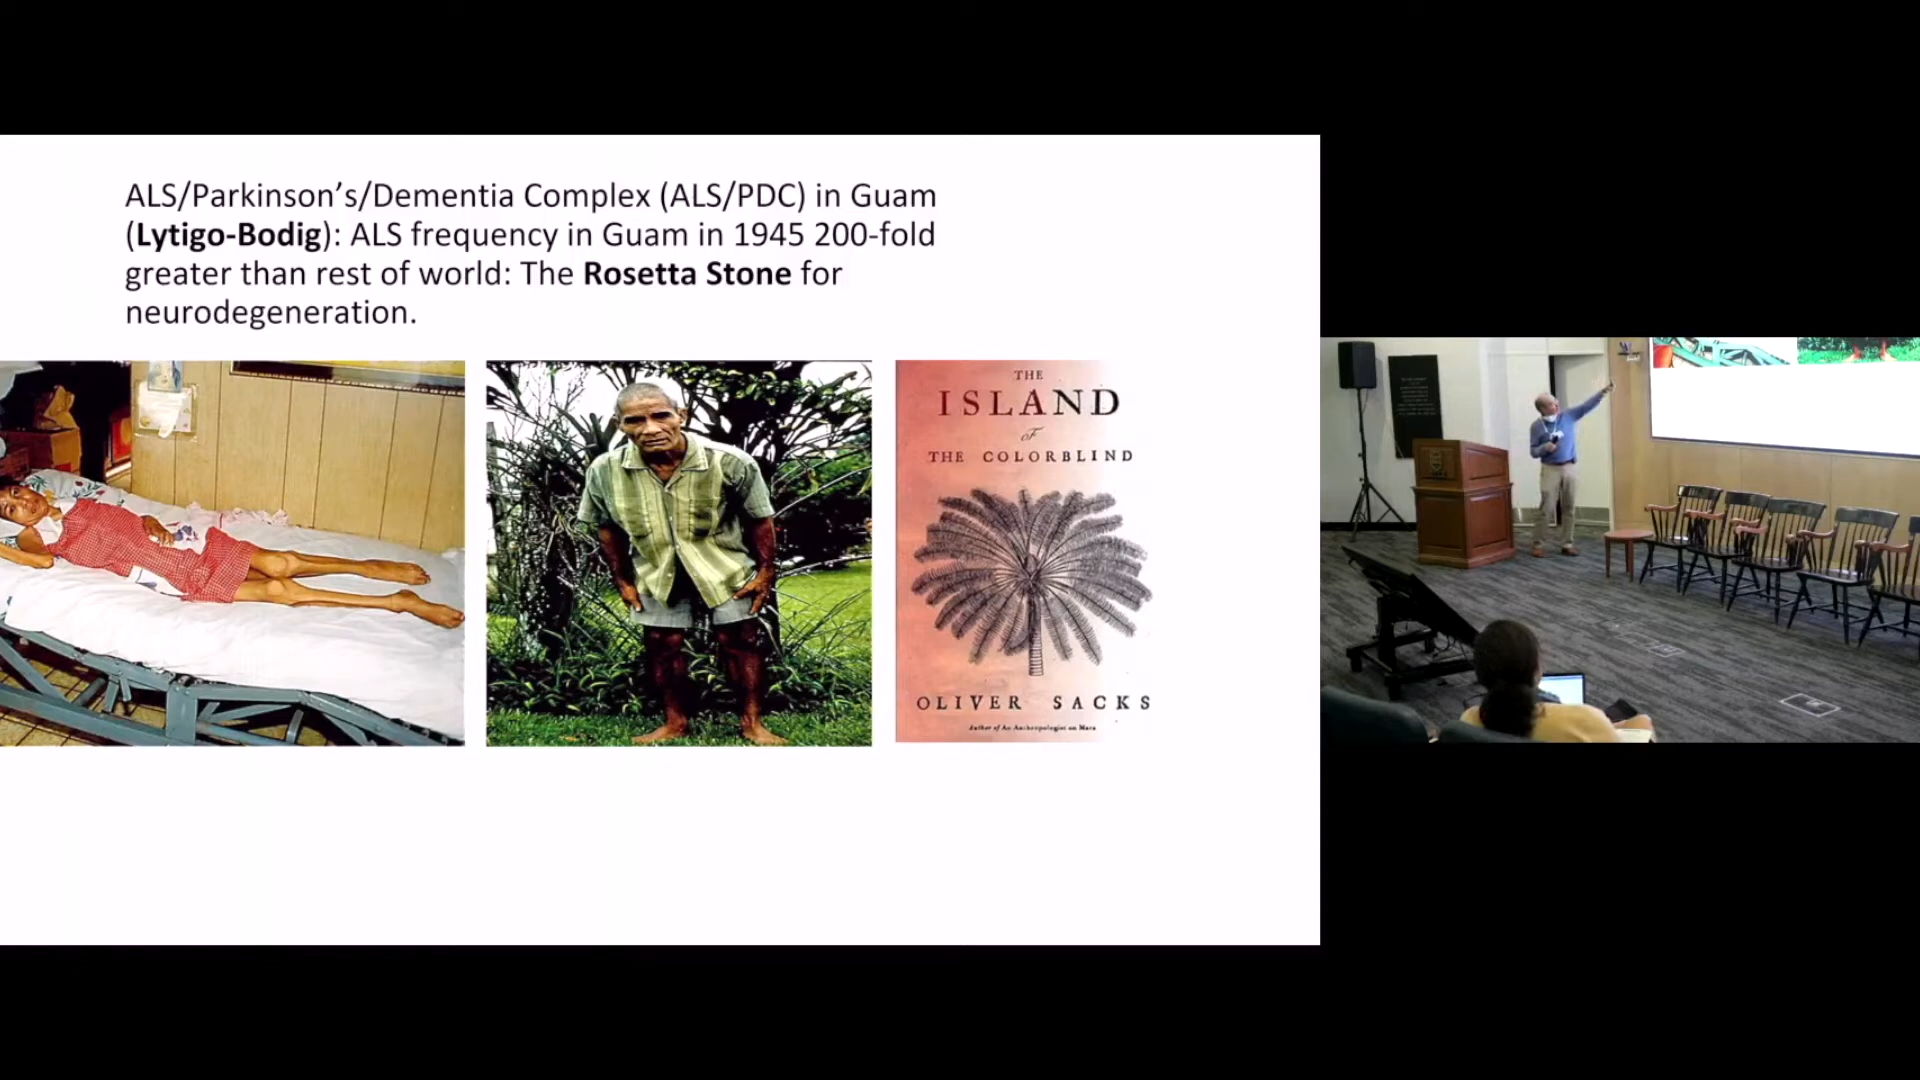 ALS/Parkinson’s/Dementia Complex (ALS/PDC) in Guam
(Lytigo-Bodig): ALS frequency in Guam in 1945 200-fold
greater than rest of world: The Rosetta Stone for
neurodegeneration.
THE
ISLAND
OF
THE COLORBLIND
OLIVER SACKS
Author of An Anthropologist on Mars